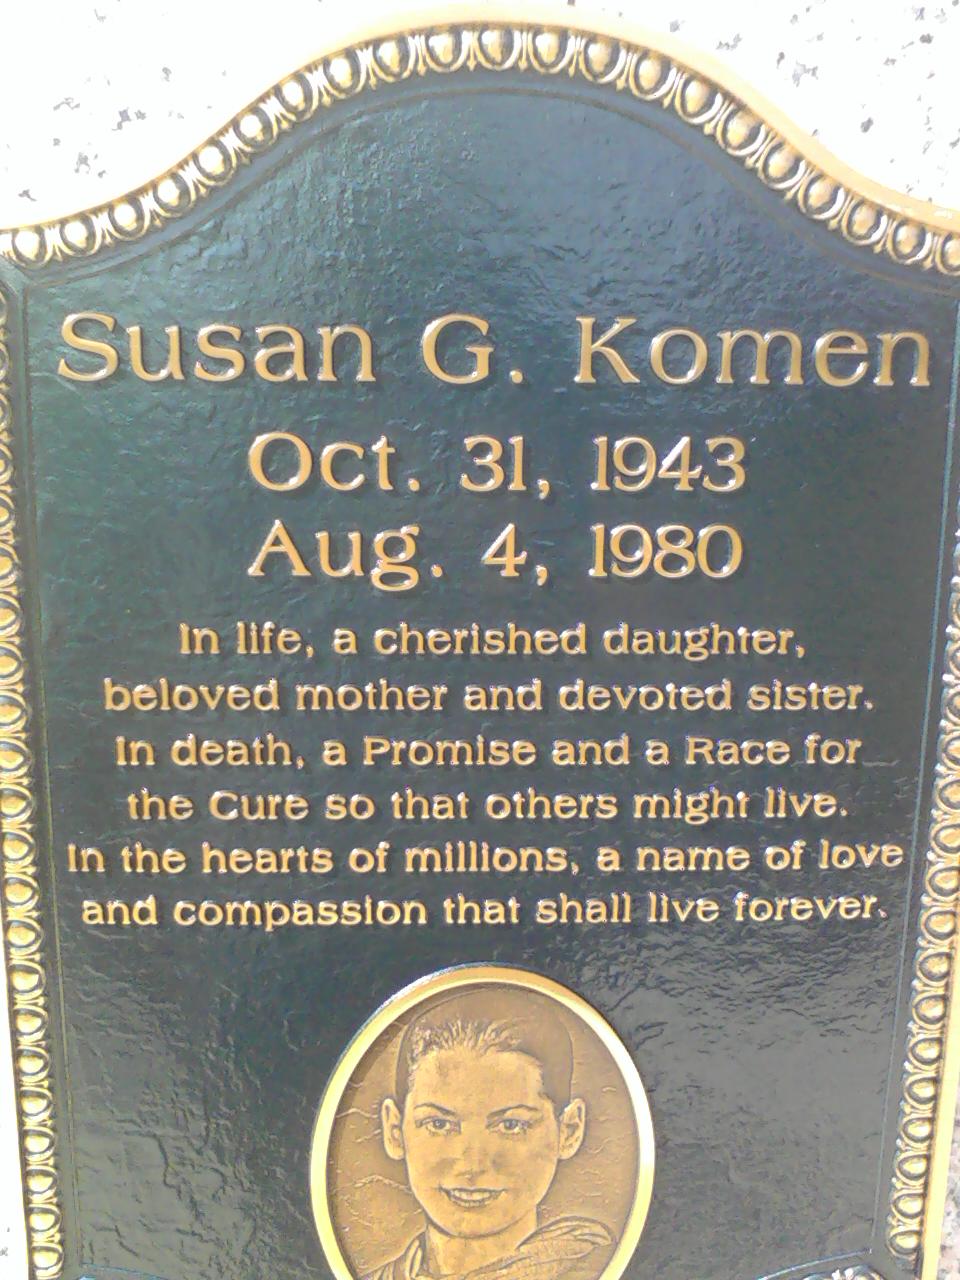 Susan G. Komen
Oct. 31, 1943
Aug. 4, 1980
In life, a cherished daughter,
beloved mother and devoted sister.
In death, a Promise and a Race for
the Cure so that others might live.
In the hearts of millions, a name of love
and compassion that shall live forever.